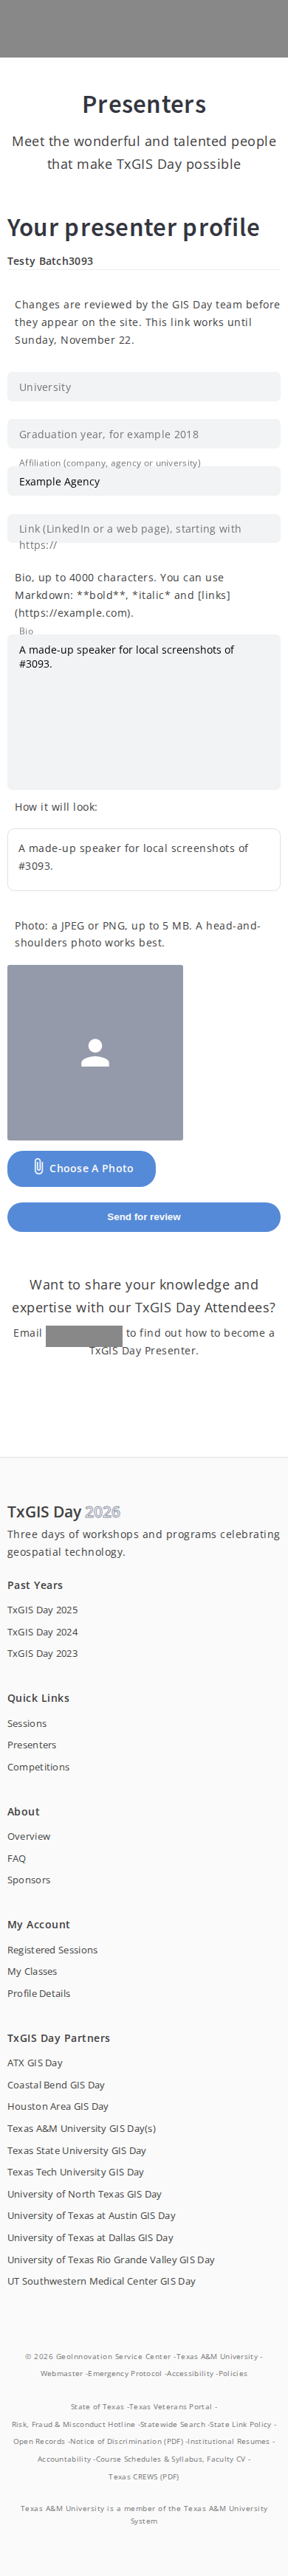 Presenters
Meet the wonderful and talented people
that make TxGIS Day possible
Your presenter profile
Testy Batch3093
Changes are reviewed by the GIS Day team before
they appear on the site. This link works until
Sunday, November 22.
University
Graduation year, for example 2018
Affiliation (company, agency or university)
Example Agency
Link (LinkedIn or a web page), starting with
https://
Bio, up to 4000 characters. You can use
Markdown: **bold**, *italic* and [links]
(https://example.com).
Bio
A made-up speaker for local screenshots of
#3093.
How it will look:
A made-up speaker for local screenshots of
#3093.
Photo: a JPEG or PNG, up to 5 MB. A head-and-
shoulders photo works best.
Choose A Photo
Send for review
Want to share your knowledge and
expertise with our TxGIS Day Attendees?
Email to find out how to become a
TxGIS Day Presenter.
TxGIS Day 2026
Three days of workshops and programs celebrating
geospatial technology.
Past Years
TxGIS Day 2025
TxGIS Day 2024
TxGIS Day 2023
Quick Links
Sessions
Presenters
Competitions
About
Overview
FAQ
Sponsors
My Account
Registered Sessions
My Classes
Profile Details
TxGIS Day Partners
ATX GIS Day
Coastal Bend GIS Day
Houston Area GIS Day
Texas A&M University GIS Day(s)
Texas State University GIS Day
Texas Tech University GIS Day
University of North Texas GIS Day
University of Texas at Austin GIS Day
University of Texas at Dallas GIS Day
University of Texas Rio Grande Valley GIS Day
UT Southwestern Medical Center GIS Day
© 2026 GeoInnovation Service Center -Texas A&M University -
Webmaster -Emergency Protocol -Accessibility -Policies
State of Texas -Texas Veterans Portal -
Risk, Fraud & Misconduct Hotline -Statewide Search -State Link Policy -
Open Records -Notice of Discrimination (PDF) -Institutional Resumes -
Accountability -Course Schedules & Syllabus, Faculty CV -
Texas CREWS (PDF)
Texas A&M University is a member of the Texas A&M University
System